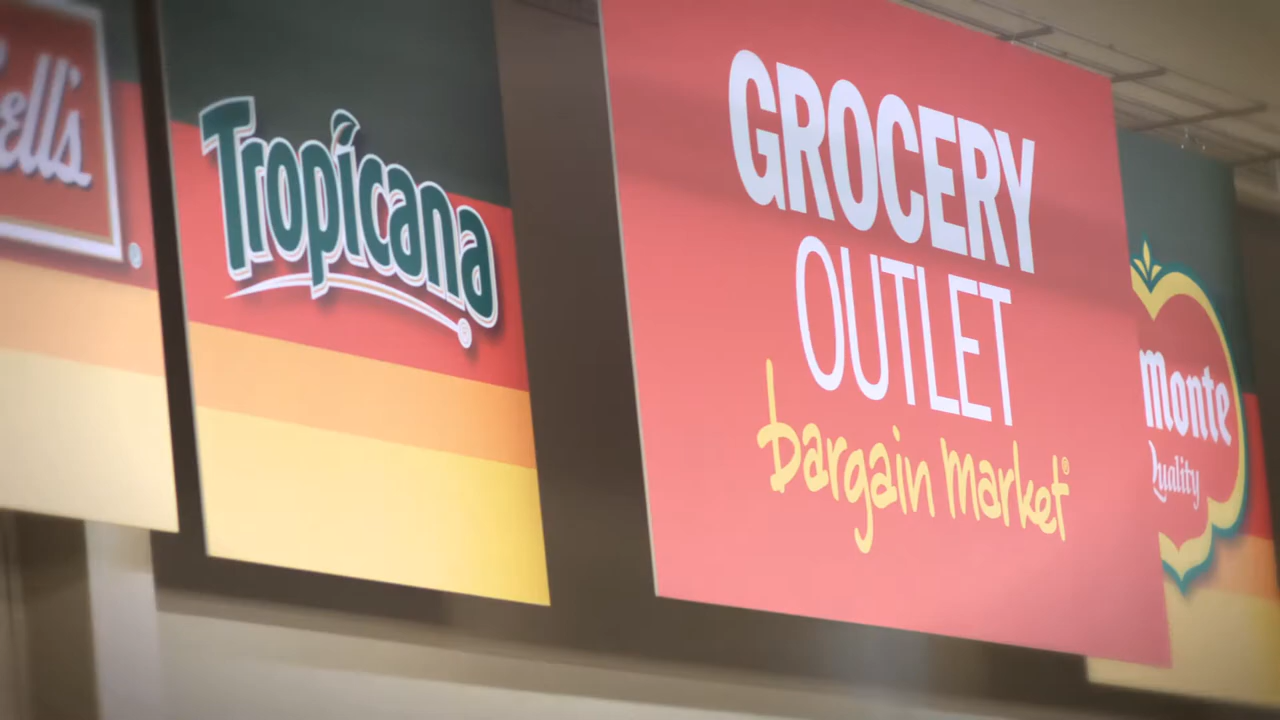 ell's
Tropicana
GROCERY
OUTLET
bargain market®
Monte
Quality